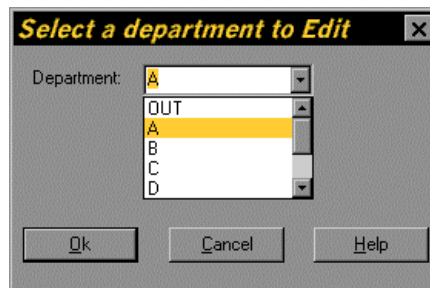 Select a department to Edit
Department: A
OUT
A
B
C
D
Ok Cancel Help